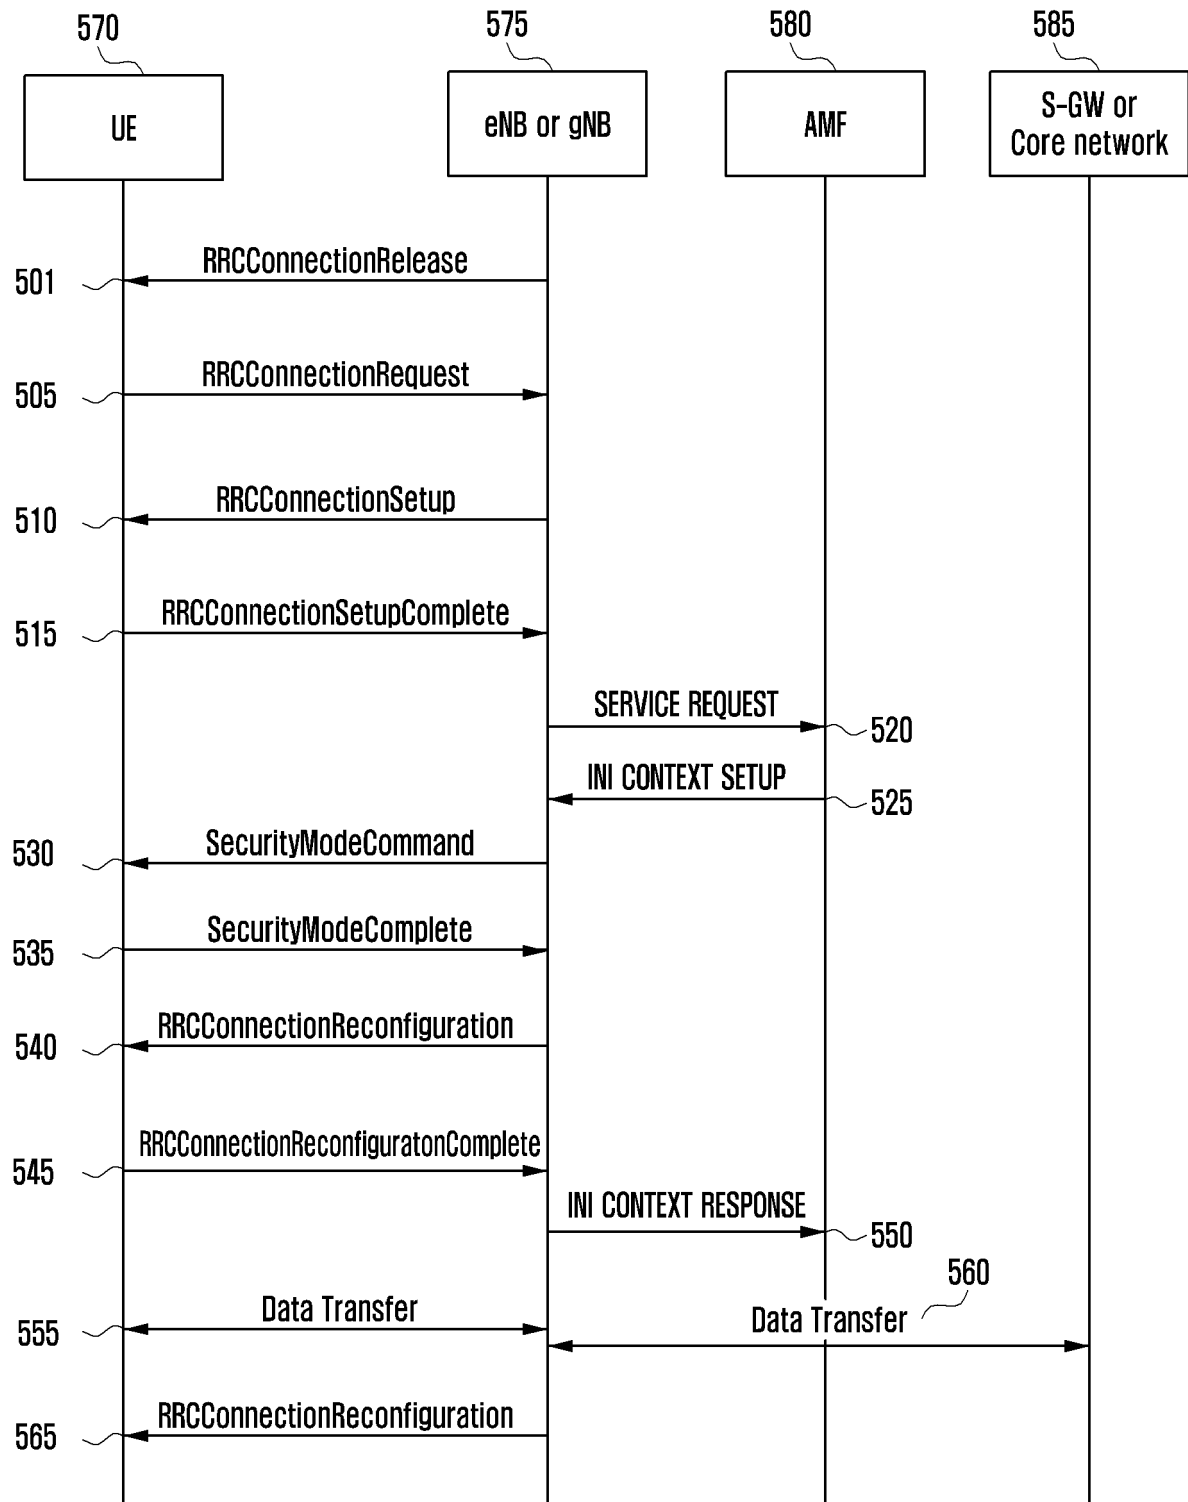 570
575
580
585
UE
eNB or gNB
AMF
S-GW or
Core network
RRCConnectionRelease
501
RRCConnectionRequest
505
RRCConnectionSetup
510
RRCConnectionSetupComplete
515
SERVICE REQUEST
520
INI CONTEXT SETUP
525
SecurityModeCommand
530
SecurityModeComplete
535
RRCConnectionReconfiguration
540
RRCConnectionReconfiguratonComplete
545
INI CONTEXT RESPONSE
550
560
Data Transfer
Data Transfer
555
RRCConnectionReconfiguration
565